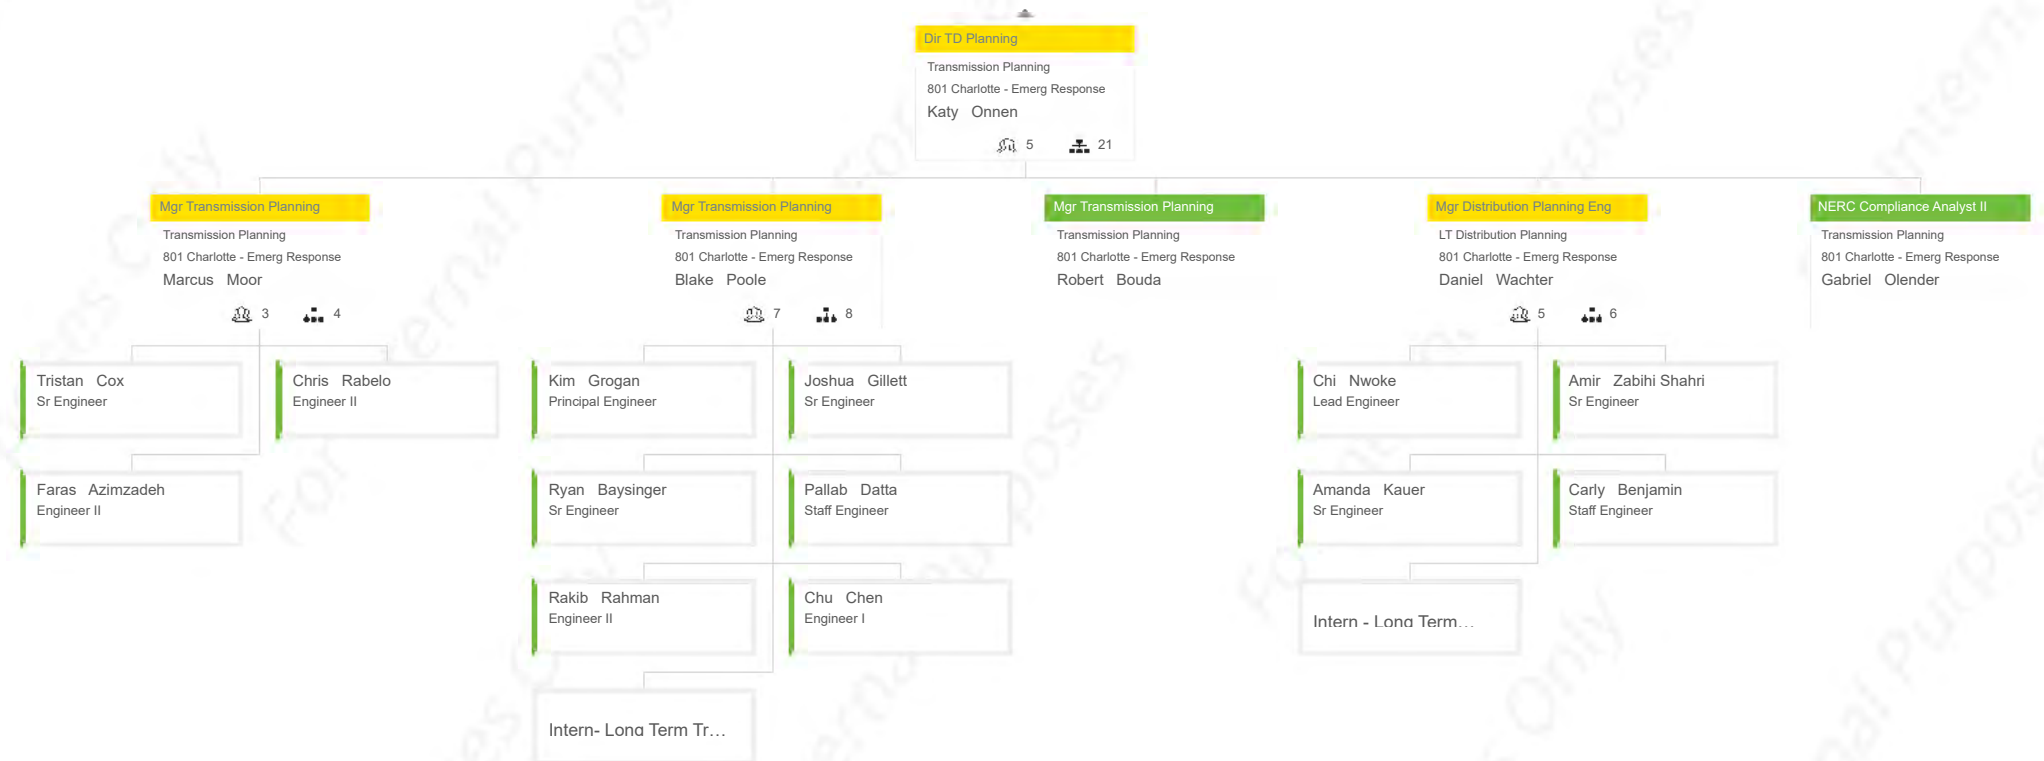 Dir TD Planning
Transmission Planning
801 Charlotte - Emerg Response
Katy Onnen
5 21
Mgr Transmission Planning
Transmission Planning
801 Charlotte - Emerg Response
Marcus Moor
3 4
Mgr Transmission Planning
Transmission Planning
801 Charlotte - Emerg Response
Blake Poole
7 8
Mgr Transmission Planning
Transmission Planning
801 Charlotte - Emerg Response
Robert Bouda
Mgr Distribution Planning Eng
LT Distribution Planning
801 Charlotte - Emerg Response
Daniel Wachter
5 6
NERC Compliance Analyst II
Transmission Planning
801 Charlotte - Emerg Response
Gabriel Olender
Tristan Cox
Sr Engineer
Chris Rabelo
Engineer II
Faras Azimzadeh
Engineer II
Kim Grogan
Principal Engineer
Joshua Gillett
Sr Engineer
Ryan Baysinger
Sr Engineer
Pallab Datta
Staff Engineer
Rakib Rahman
Engineer II
Chu Chen
Engineer I
Intern- Long Term Tr…
Chi Nwoke
Lead Engineer
Amir Zabihi Shahri
Sr Engineer
Amanda Kauer
Sr Engineer
Carly Benjamin
Staff Engineer
Intern - Long Term…